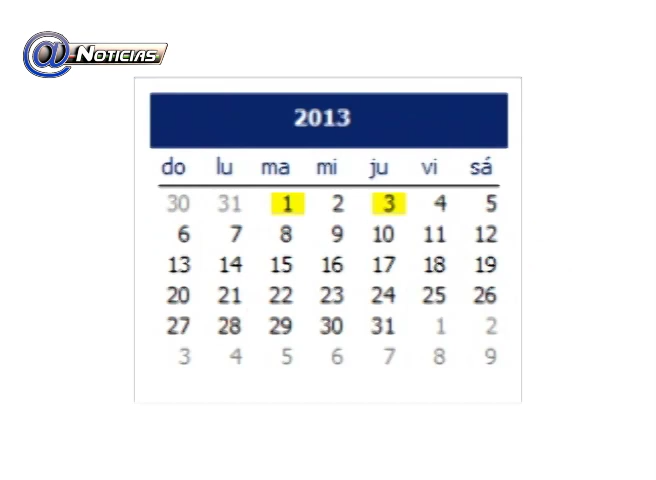 @Noticias
2013
do lu ma mi ju vi sá
30 31 1 2 3 4 5
6 7 8 9 10 11 12
13 14 15 16 17 18 19
20 21 22 23 24 25 26
27 28 29 30 31 1 2
3 4 5 6 7 8 9